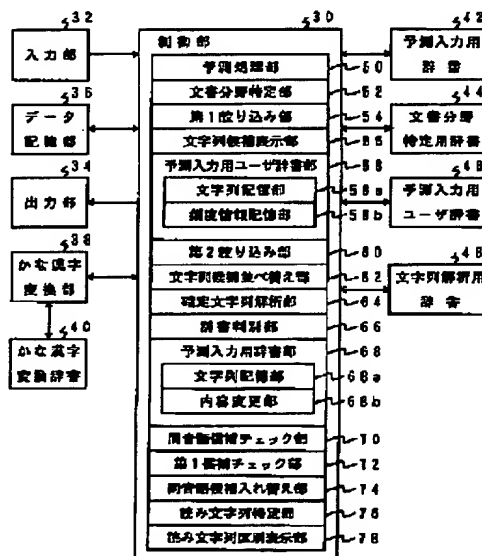 32
入力部
36
データ
記憶部
34
出力部
38
かな漢字
変換部
40
かな漢字
変換辞書
30
制御部
予測処理部
50
文書分野特定部
52
第1絞り込み部
54
文字列候補表示部
予測入力用ユーザ辞書部
文字列記憶部
頻度情報記憶部
第2絞り込み部
60
文字列候補並べ替え部
62
確定文字列解析部
64
辞書判別部
66
予測入力用辞書部
68
文字列記憶部
68a
内容変更部
68b
同音語候補チェック部
70
第1候補チェック部
72
同音語候補入れ替え部
74
読み文字列特定部
76
読み文字列区別表示部
78
42
予測入力用
辞書
44
文書分野
特定用辞書
予測入力用
ユーザ辞書
文字列解析用
辞書